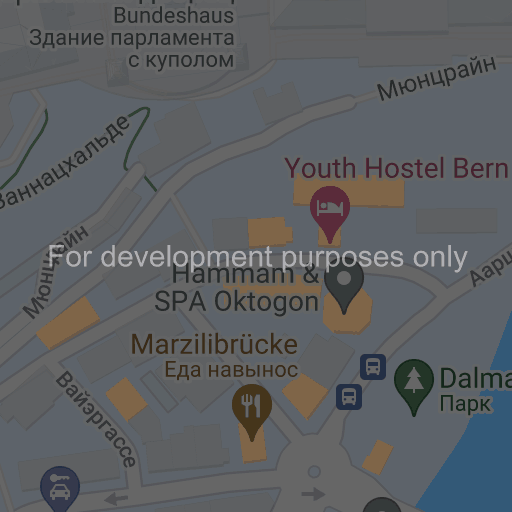 Bundeshaus
Здание парламента
с куполом
Мюнцрайн
Ваннацхальде
Youth Hostel Bern
Мюнцрайн
For development purposes only
Hammam &
SPA Oktogon
Marzilibrücke
Еда навынос
Вайэргассе
Dalma
Парк